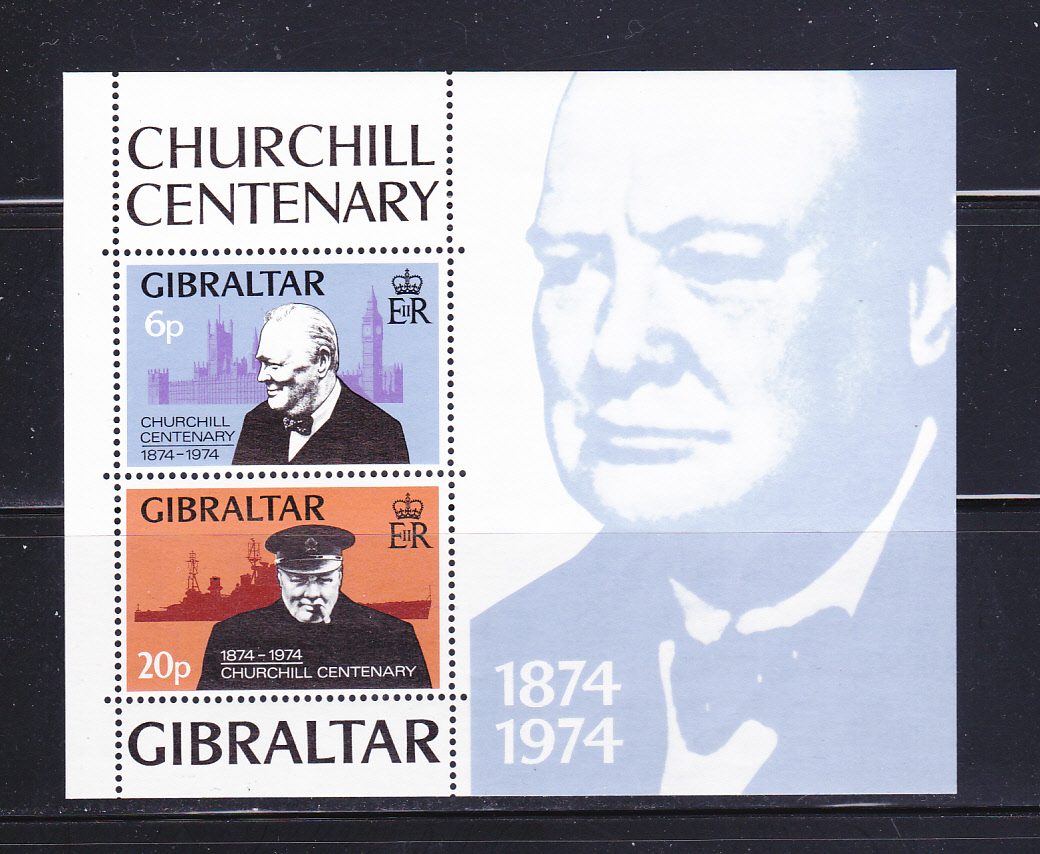 CHURCHILL
CENTENARY
GIBRALTAR
EIIR
6p
CHURCHILL
CENTENARY
1874-1974
GIBRALTAR
EIIR
1874-1974
CHURCHILL CENTENARY
20p
GIBRALTAR
1874
1974